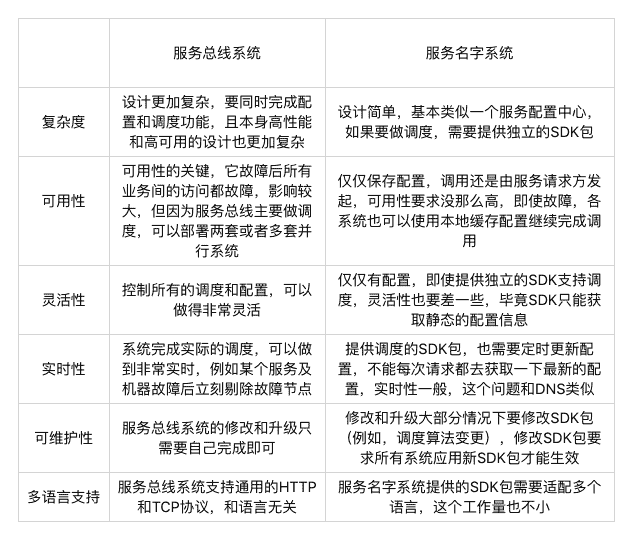 服务总线系统
服务名字系统
复杂度
设计更加复杂，要同时完成配
置和调度功能，且本身高性能
和高可用的设计也更加复杂
设计简单，基本类似一个服务配置中心，
如果要做调度，需要提供独立的SDK包
可用性
可用性的关键，它故障后所有
业务间的访问都故障，影响较
大，但因为服务总线主要做调
度，可以部署两套或者多套并
行系统
仅仅保存配置，调用还是由服务请求方发
起，可用性要求没那么高，即使故障，各
系统也可以使用本地缓存配置继续完成调
用
灵活性
控制所有的调度和配置，可以
做得非常灵活
仅仅有配置，即使提供独立的SDK支持调
度，灵活性也要差一些，毕竟SDK只能获
取静态的配置信息
实时性
系统完成实际的调度，可以做
到非常实时，例如某个服务及
机器故障后立刻剔除故障节点
提供调度的SDK包，也需要定时更新配
置，不能每次请求都去获取一下最新的配
置，实时性一般，这个问题和DNS类似
可维护性
服务总线系统的修改和升级只
需要自己完成即可
修改和升级大部分情况下要修改SDK包
（例如，调度算法变更），修改SDK包要
求所有系统应用新SDK包才能生效
多语言支持
服务总线系统支持通用的HTTP
和TCP协议，和语言无关
服务名字系统提供的SDK包需要适配多个
语言，这个工作量也不小